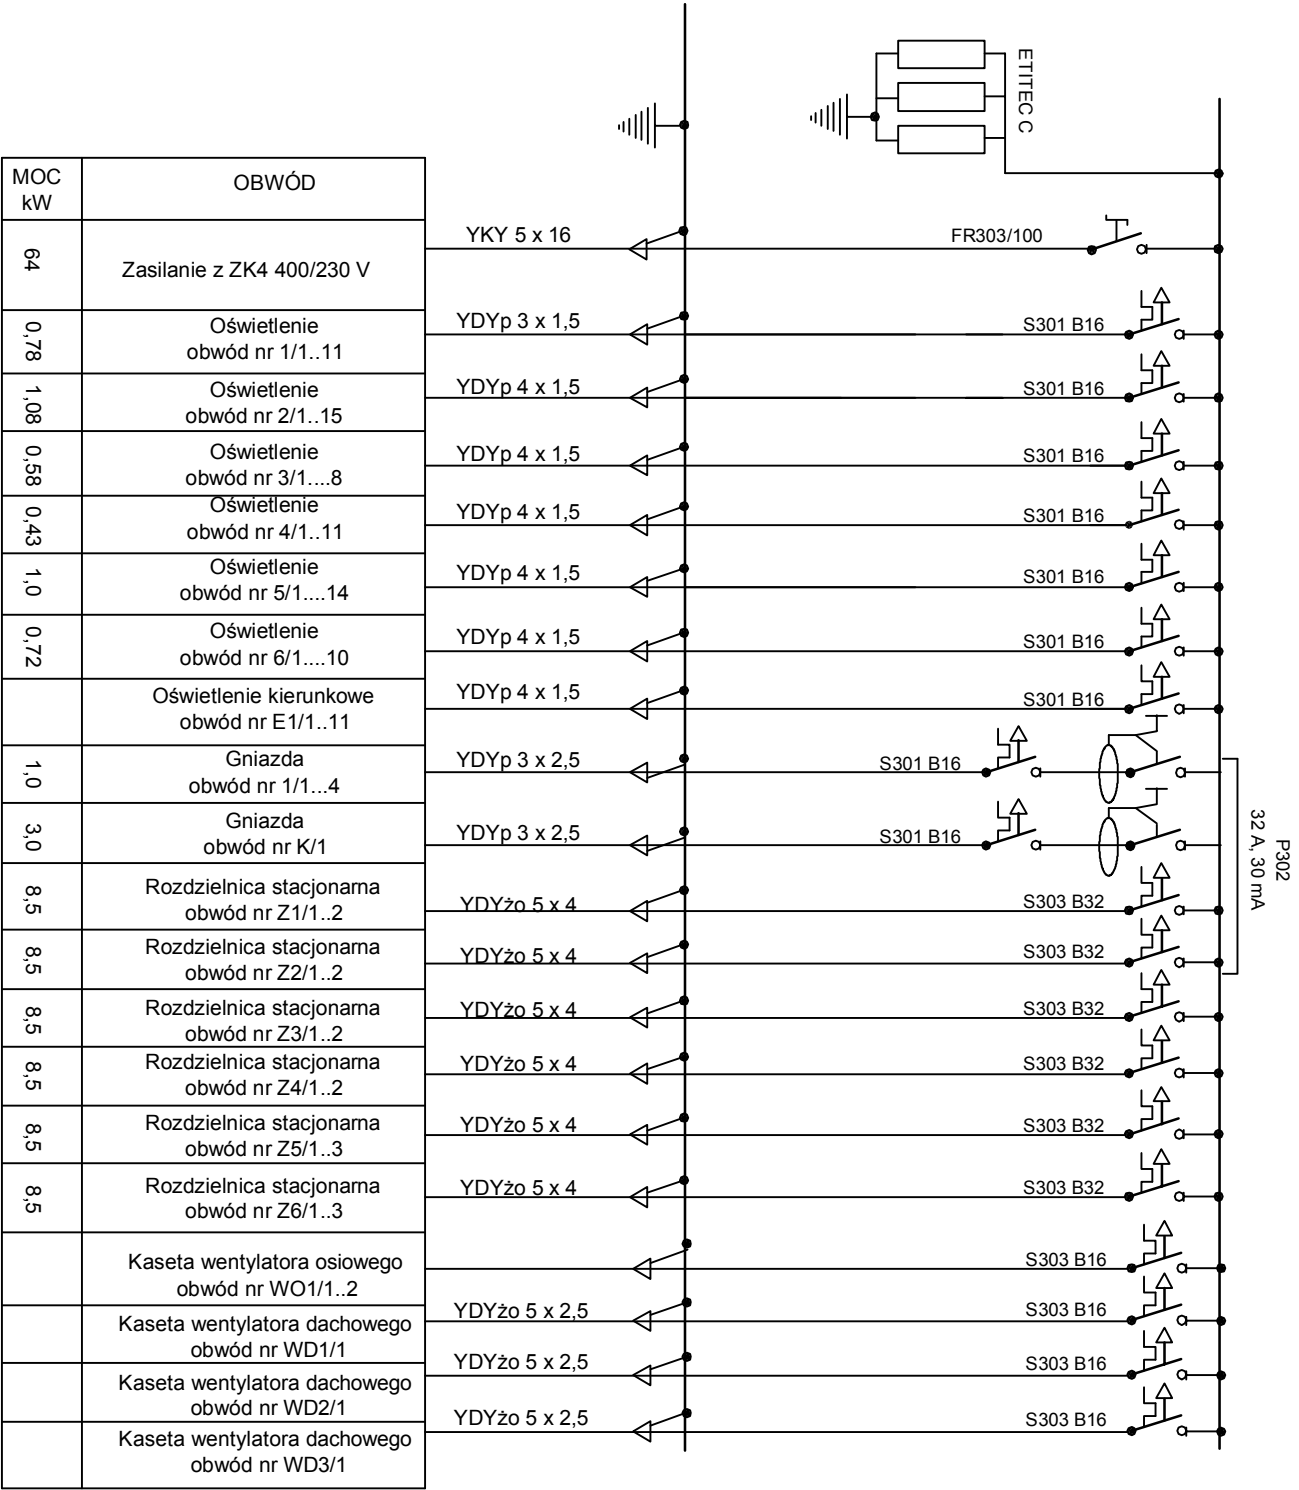 ETITEC C
MOC
kW
OBWÓD
64
Zasilanie z ZK4 400/230 V
YKY 5 x 16
FR303/100
0,78
Oświetlenie
obwód nr 1/1..11
YDYp 3 x 1,5
S301 B16
1,08
Oświetlenie
obwód nr 2/1..15
YDYp 4 x 1,5
S301 B16
0,58
Oświetlenie
obwód nr 3/1....8
YDYp 4 x 1,5
S301 B16
0,43
Oświetlenie
obwód nr 4/1..11
YDYp 4 x 1,5
S301 B16
1,0
Oświetlenie
obwód nr 5/1....14
YDYp 4 x 1,5
S301 B16
0,72
Oświetlenie
obwód nr 6/1....10
YDYp 4 x 1,5
S301 B16
Oświetlenie kierunkowe
obwód nr E1/1..11
YDYp 4 x 1,5
S301 B16
1,0
Gniazda
obwód nr 1/1...4
YDYp 3 x 2,5
S301 B16
3,0
Gniazda
obwód nr K/1
YDYp 3 x 2,5
S301 B16
P302
32 A, 30 mA
8,5
Rozdzielnica stacjonarna
obwód nr Z1/1..2
YDYżo 5 x 4
S303 B32
8,5
Rozdzielnica stacjonarna
obwód nr Z2/1..2
YDYżo 5 x 4
S303 B32
8,5
Rozdzielnica stacjonarna
obwód nr Z3/1..2
YDYżo 5 x 4
S303 B32
8,5
Rozdzielnica stacjonarna
obwód nr Z4/1..2
YDYżo 5 x 4
S303 B32
8,5
Rozdzielnica stacjonarna
obwód nr Z5/1..3
YDYżo 5 x 4
S303 B32
8,5
Rozdzielnica stacjonarna
obwód nr Z6/1..3
YDYżo 5 x 4
S303 B32
Kaseta wentylatora osiowego
obwód nr WO1/1..2
S303 B16
Kaseta wentylatora dachowego
obwód nr WD1/1
YDYżo 5 x 2,5
S303 B16
Kaseta wentylatora dachowego
obwód nr WD2/1
YDYżo 5 x 2,5
S303 B16
Kaseta wentylatora dachowego
obwód nr WD3/1
YDYżo 5 x 2,5
S303 B16